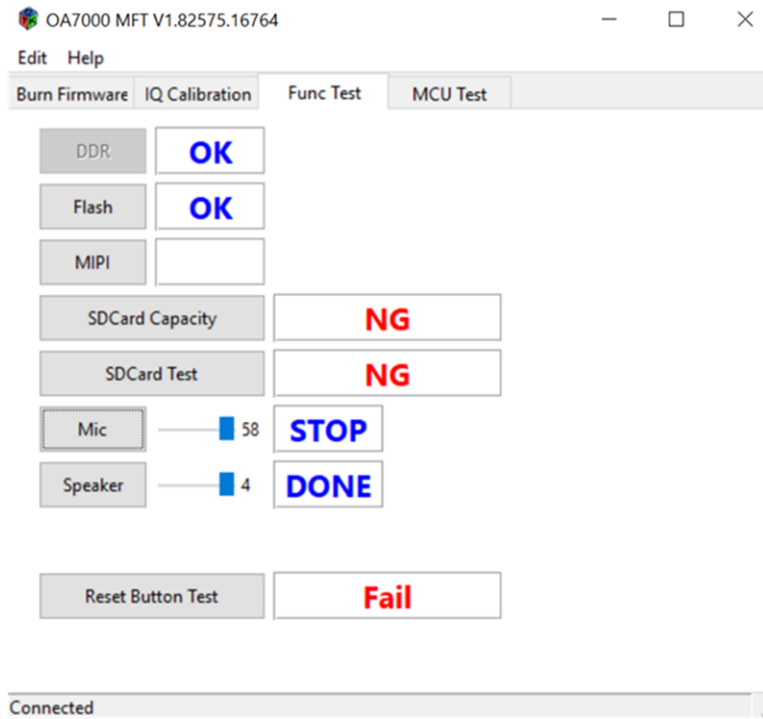 OA7000 MFT V1.82575.16764
Edit Help
Burn Firmware IQ Calibration Func Test MCU Test
DDR OK
Flash OK
MIPI
SDCard Capacity NG
SDCard Test NG
Mic 58 STOP
Speaker 4 DONE
Reset Button Test Fail
Connected